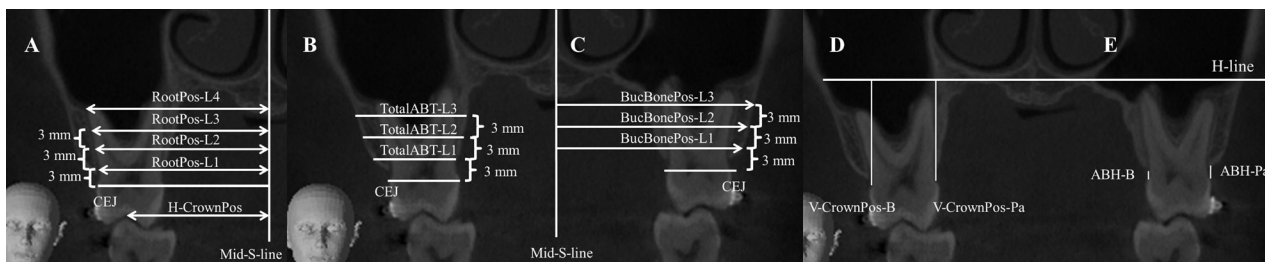 A
RootPos-L4
RootPos-L3
3 mm
RootPos-L2
3 mm
RootPos-L1
3 mm
CEJ
H-CrownPos
Mid-S-line
B
TotalABT-L3
3 mm
TotalABT-L2
3 mm
TotalABT-L1
3 mm
CEJ
C
BucBonePos-L3
3 mm
BucBonePos-L2
3 mm
BucBonePos-L1
3 mm
CEJ
Mid-S-line
D
V-CrownPos-B
V-CrownPos-Pa
E
H-line
ABH-B
ABH-Pa